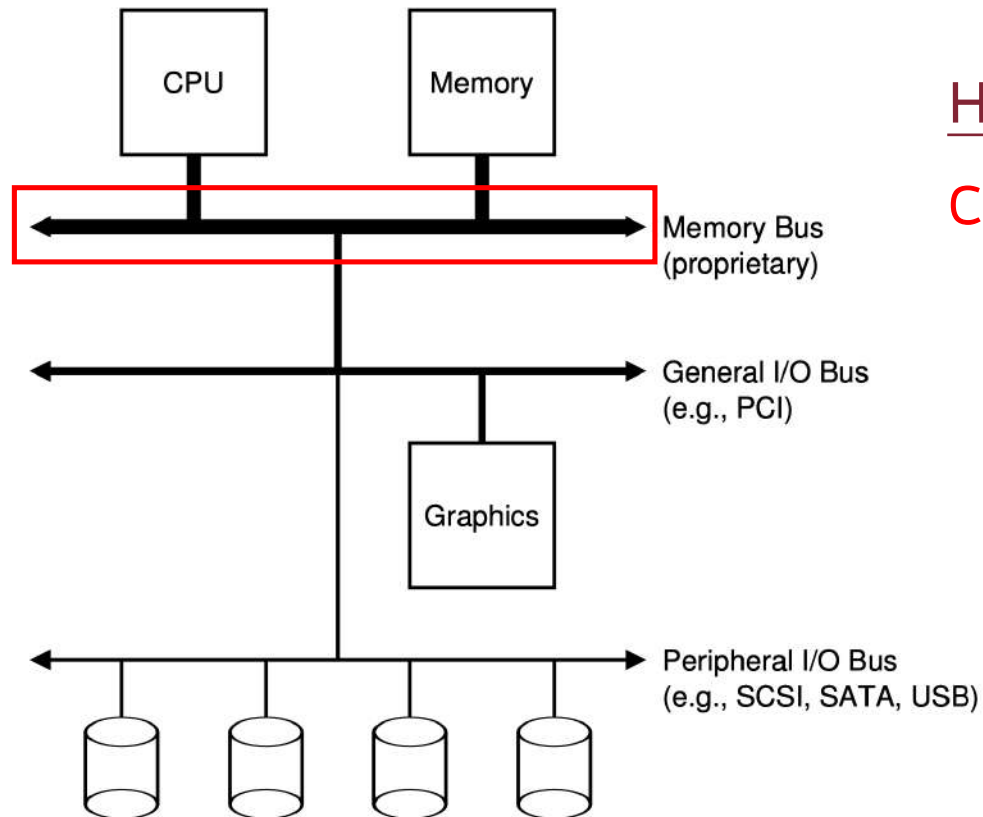 CPU
Memory
H
C
Memory Bus
(proprietary)
General I/O Bus
(e.g., PCI)
Graphics
Peripheral I/O Bus
(e.g., SCSI, SATA, USB)